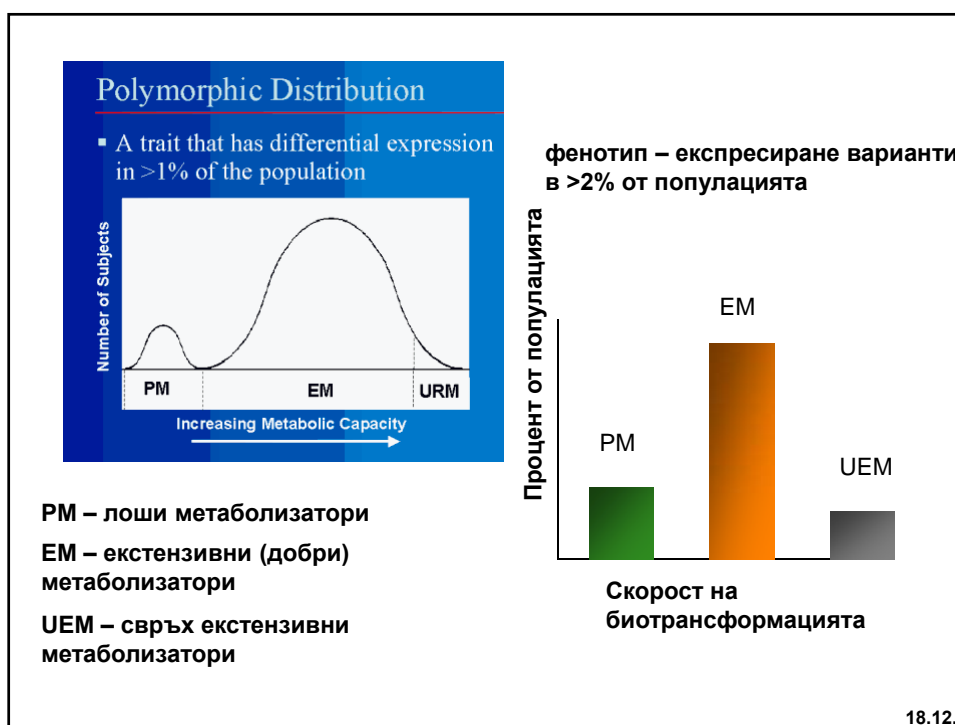 Polymorphic Distribution
▪ A trait that has differential expression
in >1% of the population
Number of Subjects
PM
EM
URM
Increasing Metabolic Capacity
PM – лоши метаболизатори
EM – екстензивни (добри)
метаболизатори
UEM – свръх екстензивни
метаболизатори
фенотип – експресиране варианти
в >2% от популацията
Процент от популацията
PM
EM
UEM
Скорост на
биотрансформацията
18.12.